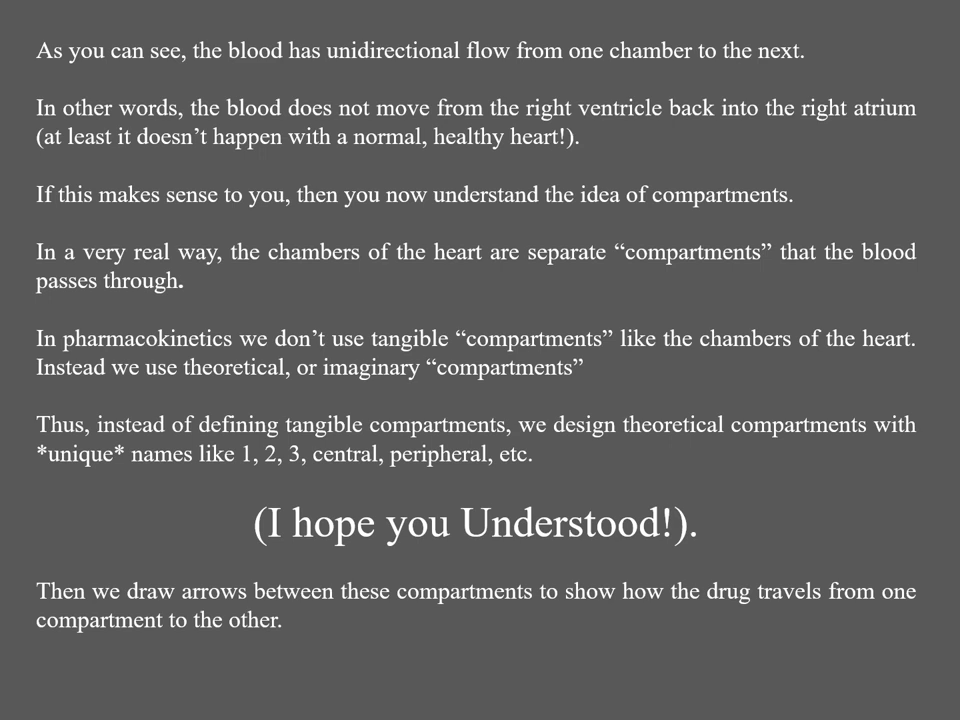 As you can see, the blood has unidirectional flow from one chamber to the next.
In other words, the blood does not move from the right ventricle back into the right atrium
(at least it doesn’t happen with a normal, healthy heart!).
If this makes sense to you, then you now understand the idea of compartments.
In a very real way, the chambers of the heart are separate “compartments” that the blood
passes through.
In pharmacokinetics we don’t use tangible “compartments” like the chambers of the heart.
Instead we use theoretical, or imaginary “compartments”
Thus, instead of defining tangible compartments, we design theoretical compartments with
*unique* names like 1, 2, 3, central, peripheral, etc.
(I hope you Understood!).
Then we draw arrows between these compartments to show how the drug travels from one
compartment to the other.